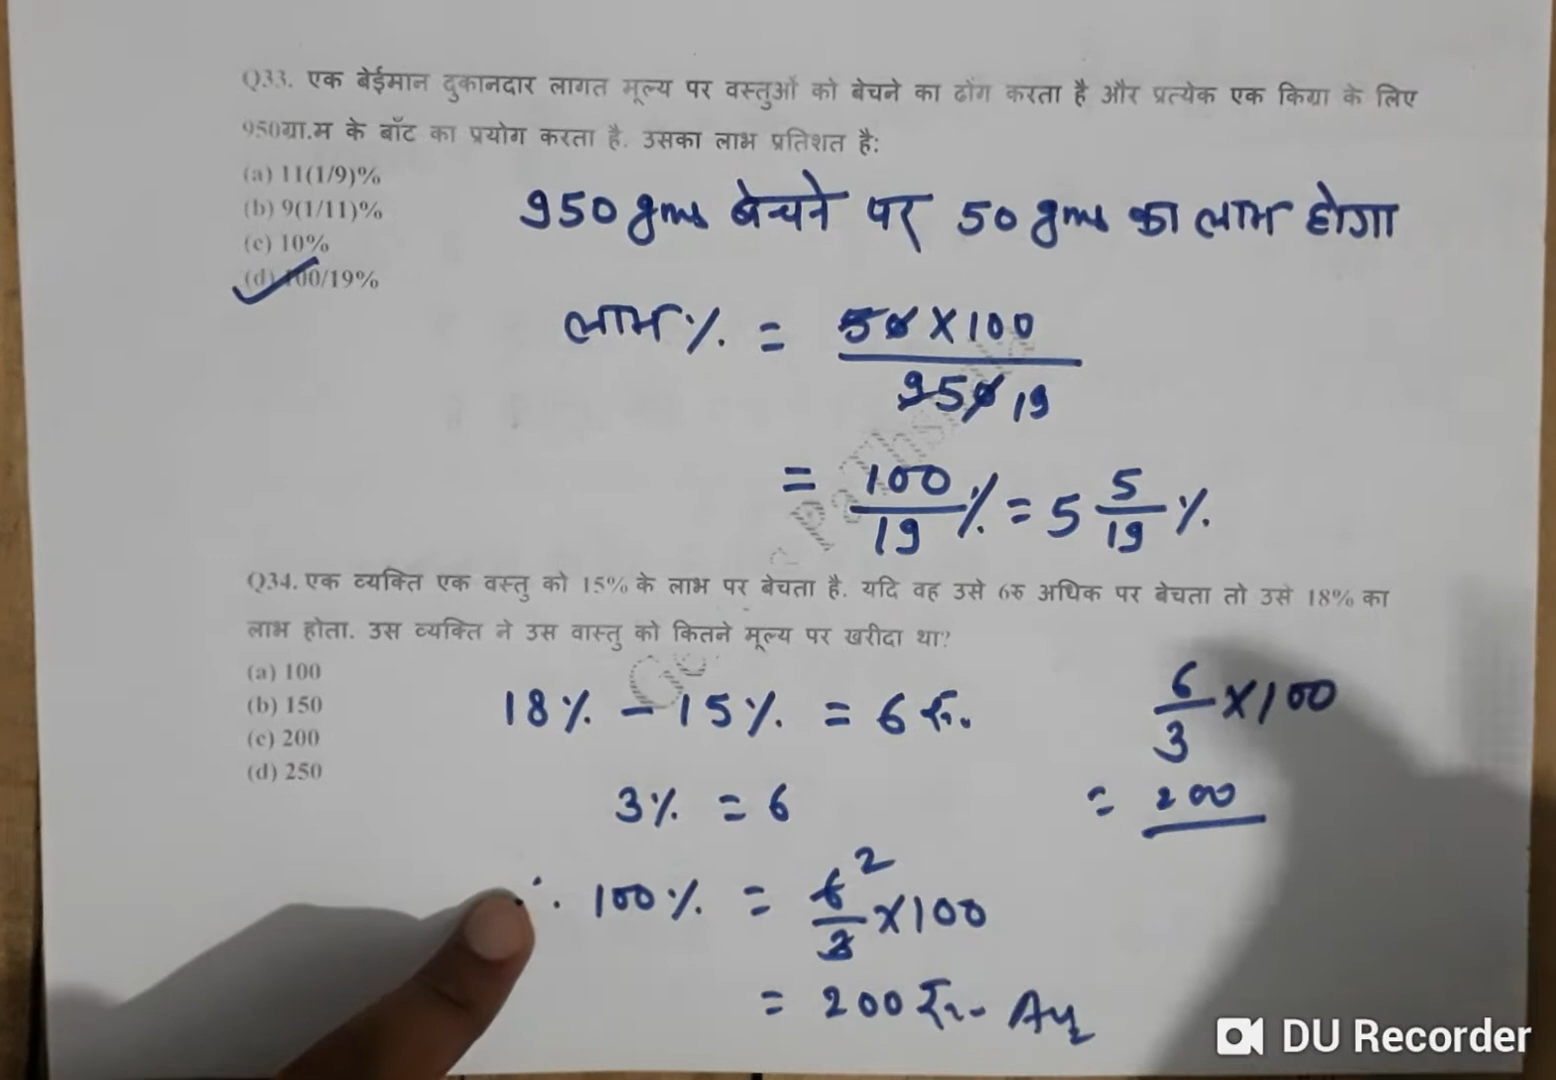 Q33. एक बेईमान दुकानदार लागत मूल्य पर वस्तुओं को बेचने का ढोंग करता है और प्रत्येक एक किग्रा के लिए
950ग्रा.म के बाँट का प्रयोग करता है. उसका लाभ प्रतिशत है:
(a) 11(1/9)%
(b) 9(1/11)%
(c) 10%
(d) 100/19%
950 gms बेचने पर 50 gms का लाभ होगा
लाभ % = 50 X 100
950 19
= 100/19 % = 5 5/19 %.
Q34. एक व्यक्ति एक वस्तु को 15% के लाभ पर बेचता है. यदि वह उसे 6रु अधिक पर बेचता तो उसे 18% का
लाभ होता. उस व्यक्ति ने उस वास्तु को कितने मूल्य पर खरीदा था?
(a) 100
(b) 150
(c) 200
(d) 250
18% - 15% = 6 रु.
3% = 6
∴ 100% = 6/3 2 X 100
= 200 रु. Ans
6/3 X 100
= 200
DU Recorder